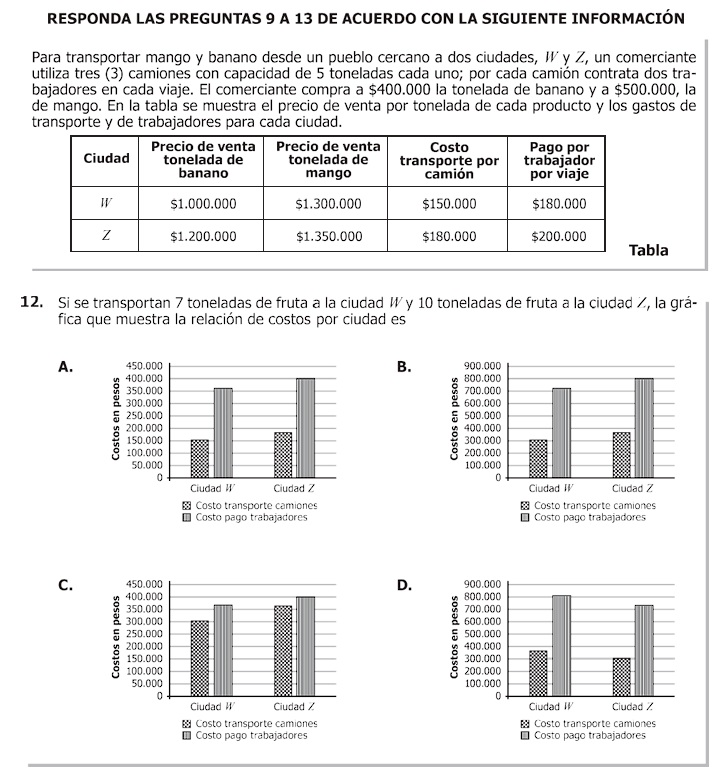 RESPONDA LAS PREGUNTAS 9 A 13 DE ACUERDO CON LA SIGUIENTE INFORMACIÓN
Para transportar mango y banano desde un pueblo cercano a dos ciudades, W y Z, un comerciante
utiliza tres (3) camiones con capacidad de 5 toneladas cada uno; por cada camión contrata dos tra-
bajadores en cada viaje. El comerciante compra a $400.000 la tonelada de banano y a $500.000, la
de mango. En la tabla se muestra el precio de venta por tonelada de cada producto y los gastos de
transporte y de trabajadores para cada ciudad.
Ciudad
Precio de venta
tonelada de
banano
Precio de venta
tonelada de
mango
Costo
transporte por
camión
Pago por
trabajador
por viaje
W $1.000.000 $1.300.000 $150.000 $180.000
Z $1.200.000 $1.350.000 $180.000 $200.000
Tabla
12. Si se transportan 7 toneladas de fruta a la ciudad W y 10 toneladas de fruta a la ciudad Z, la grá-
fica que muestra la relación de costos por ciudad es
A.
Costos en pesos
450.000
400.000
350.000
300.000
250.000
200.000
150.000
100.000
50.000
0
Ciudad W Ciudad Z
Costo transporte camiones
Costo pago trabajadores
B.
Costos en pesos
900.000
800.000
700.000
600.000
500.000
400.000
300.000
200.000
100.000
0
Ciudad W Ciudad Z
Costo transporte camiones
Costo pago trabajadores
C.
Costos en pesos
450.000
400.000
350.000
300.000
250.000
200.000
150.000
100.000
50.000
0
Ciudad W Ciudad Z
Costo transporte camiones
Costo pago trabajadores
D.
Costos en pesos
900.000
800.000
700.000
600.000
500.000
400.000
300.000
200.000
100.000
0
Ciudad W Ciudad Z
Costo transporte camiones
Costo pago trabajadores